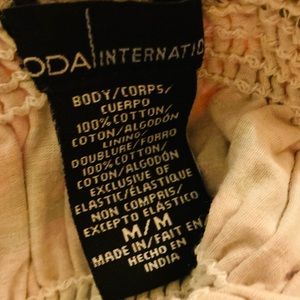 ODA INTERNATIO
BODY/CORPS/
CUERPO
100% COTTON/
COTON/ALGODÓN
LINING/
DOUBLURE/FORRO
100% COTTON/
COTON/ALGODÓN
EXCLUSIVE OF
ELASTIC/ÉLASTIQUE
NON COMPRIS/
EXCEPTO ELÁSTICO
M/M
MADE IN/FAIT EN/
HECHO EN
INDIA